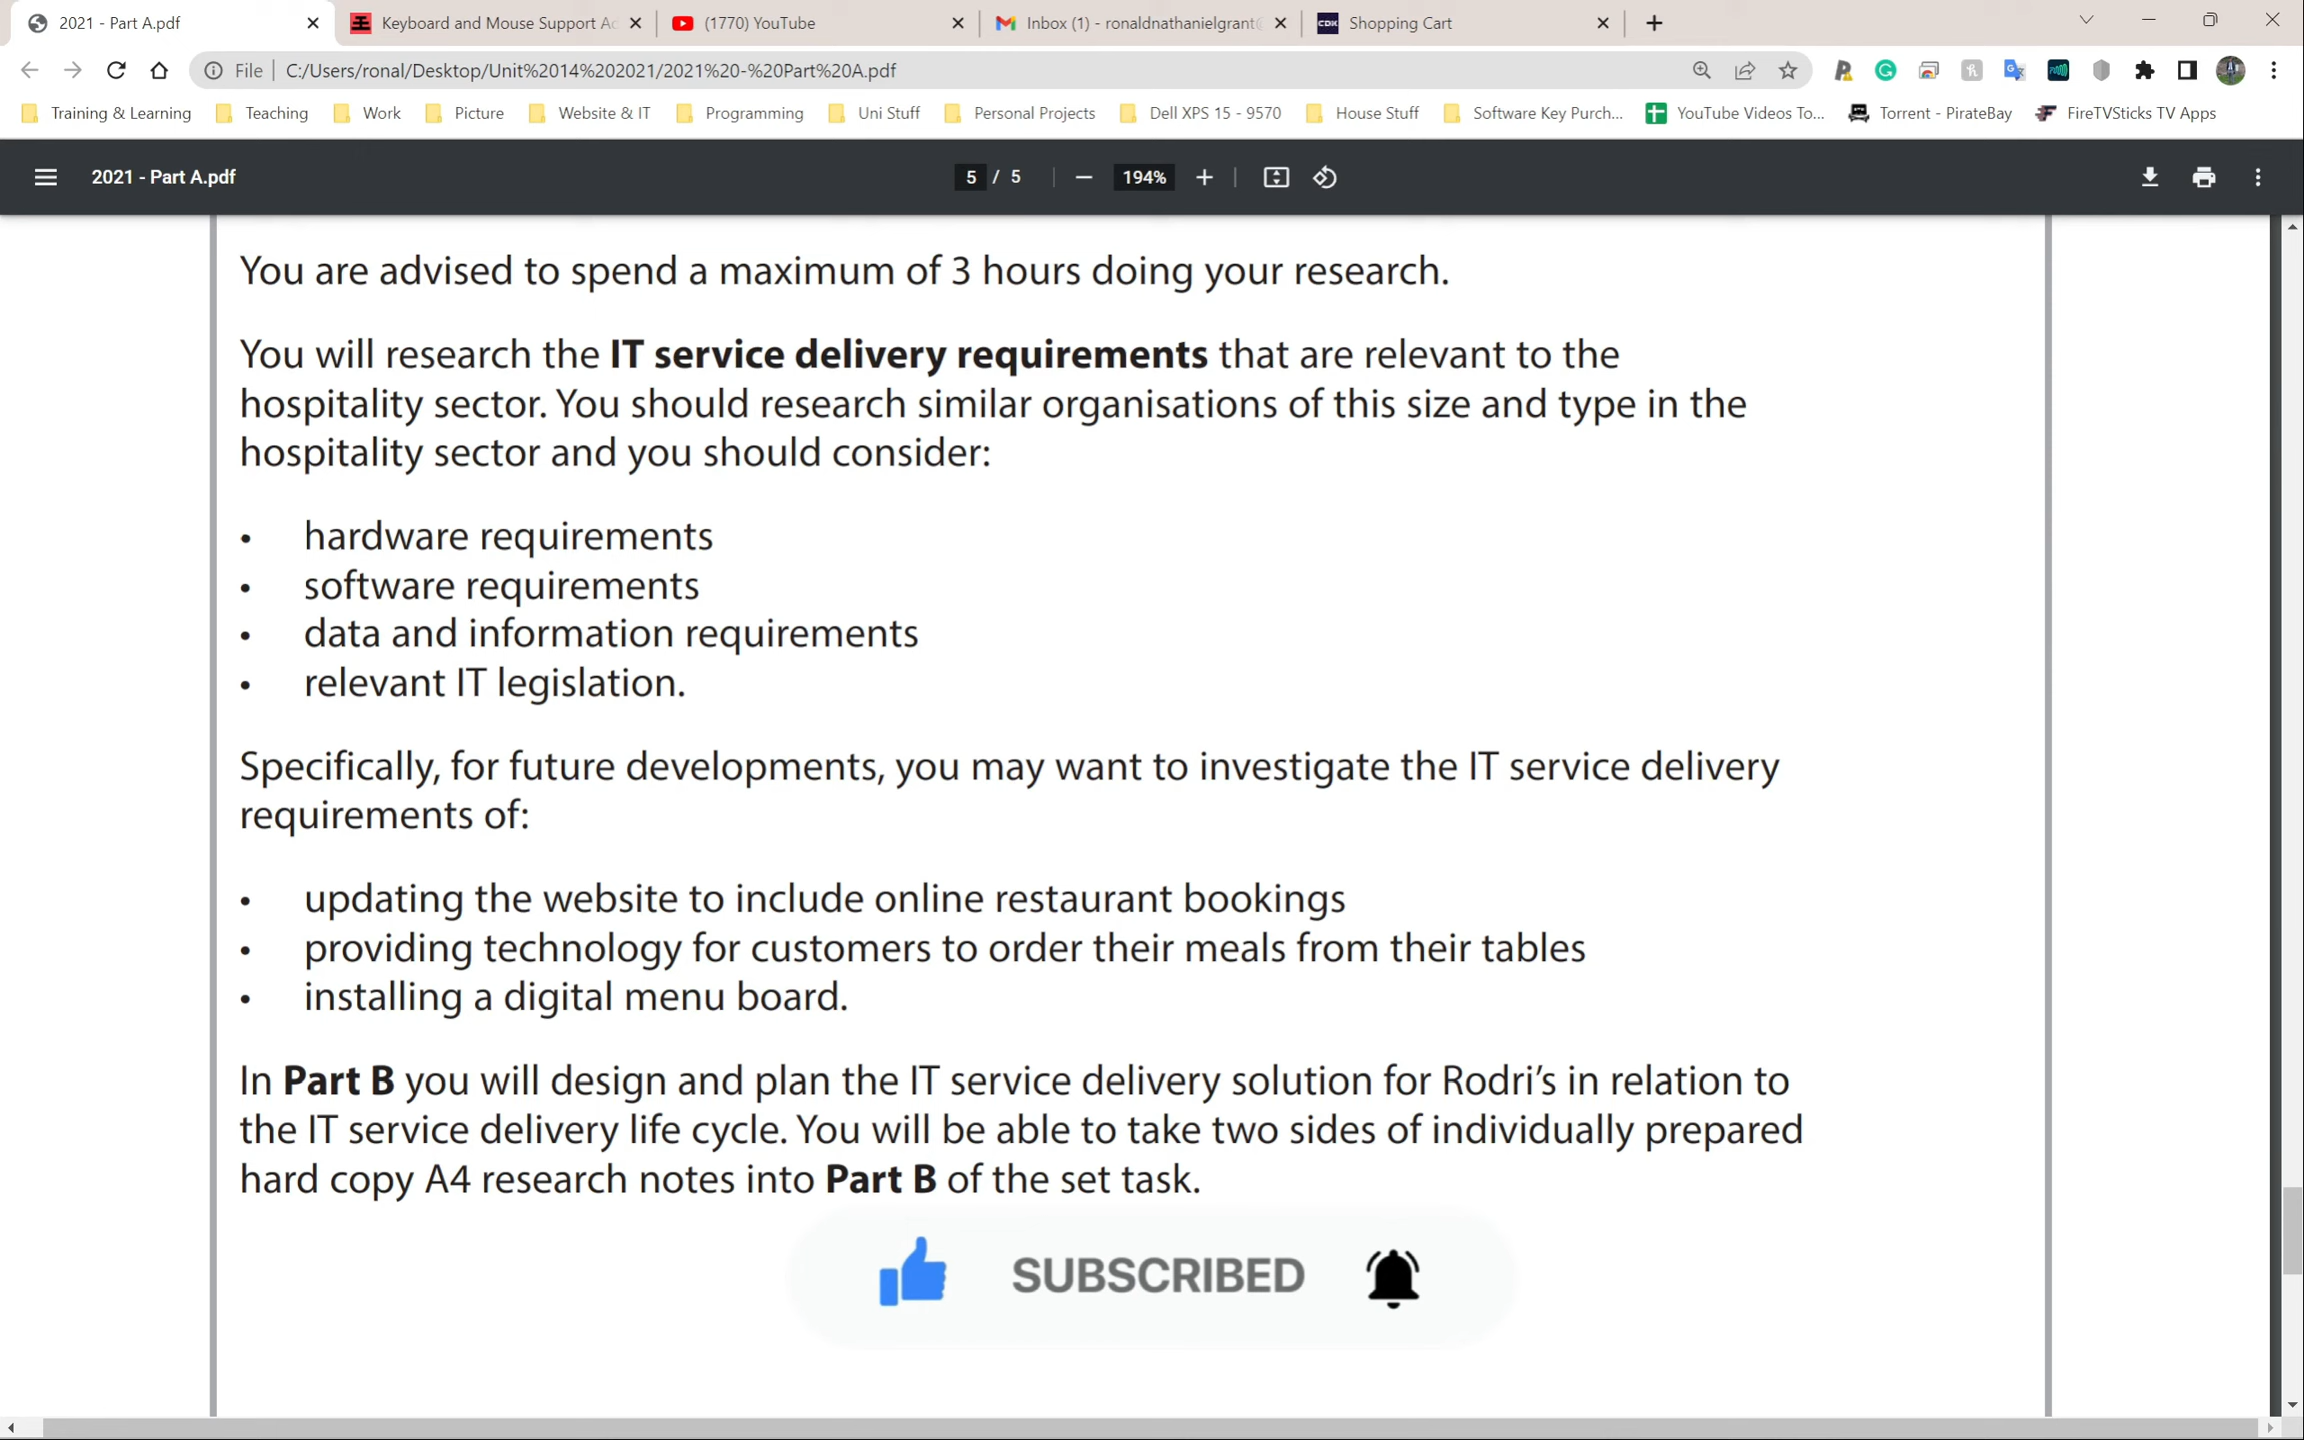 2021 - Part A.pdf
Keyboard and Mouse Support Ac
(1770) YouTube
Inbox (1) - ronaldnathanielgrant@
CDK
Shopping Cart
File
C:/Users/ronal/Desktop/Unit%2014%202021/2021%20-%20Part%20A.pdf
Training & Learning
Teaching
Work
Picture
Website & IT
Programming
Uni Stuff
Personal Projects
Dell XPS 15 - 9570
House Stuff
Software Key Purch...
YouTube Videos To...
Torrent - PirateBay
FireTVSticks TV Apps
2021 - Part A.pdf
5 / 5
194%
You are advised to spend a maximum of 3 hours doing your research.
You will research the IT service delivery requirements that are relevant to the
hospitality sector. You should research similar organisations of this size and type in the
hospitality sector and you should consider:
• hardware requirements
• software requirements
• data and information requirements
• relevant IT legislation.
Specifically, for future developments, you may want to investigate the IT service delivery
requirements of:
• updating the website to include online restaurant bookings
• providing technology for customers to order their meals from their tables
• installing a digital menu board.
In Part B you will design and plan the IT service delivery solution for Rodri's in relation to
the IT service delivery life cycle. You will be able to take two sides of individually prepared
hard copy A4 research notes into Part B of the set task.
SUBSCRIBED